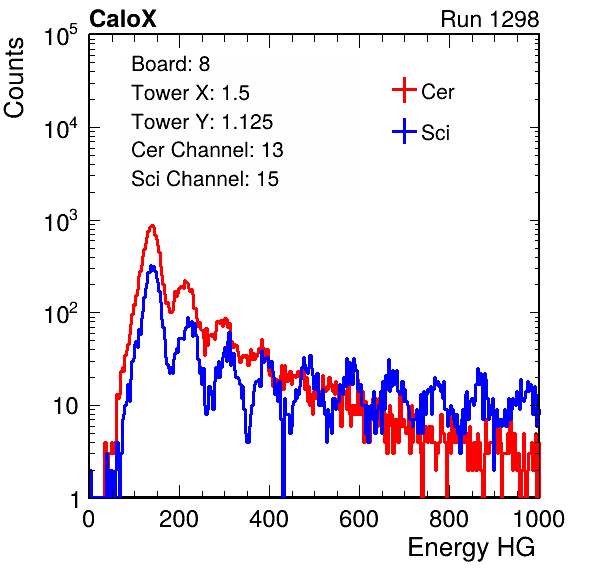 CaloX Run 1298
Counts
Board: 8
Tower X: 1.5
Tower Y: 1.125
Cer Channel: 13
Sci Channel: 15
Cer
Sci
10^5
10^4
10^3
10^2
10
1
0 200 400 600 800 1000
Energy HG